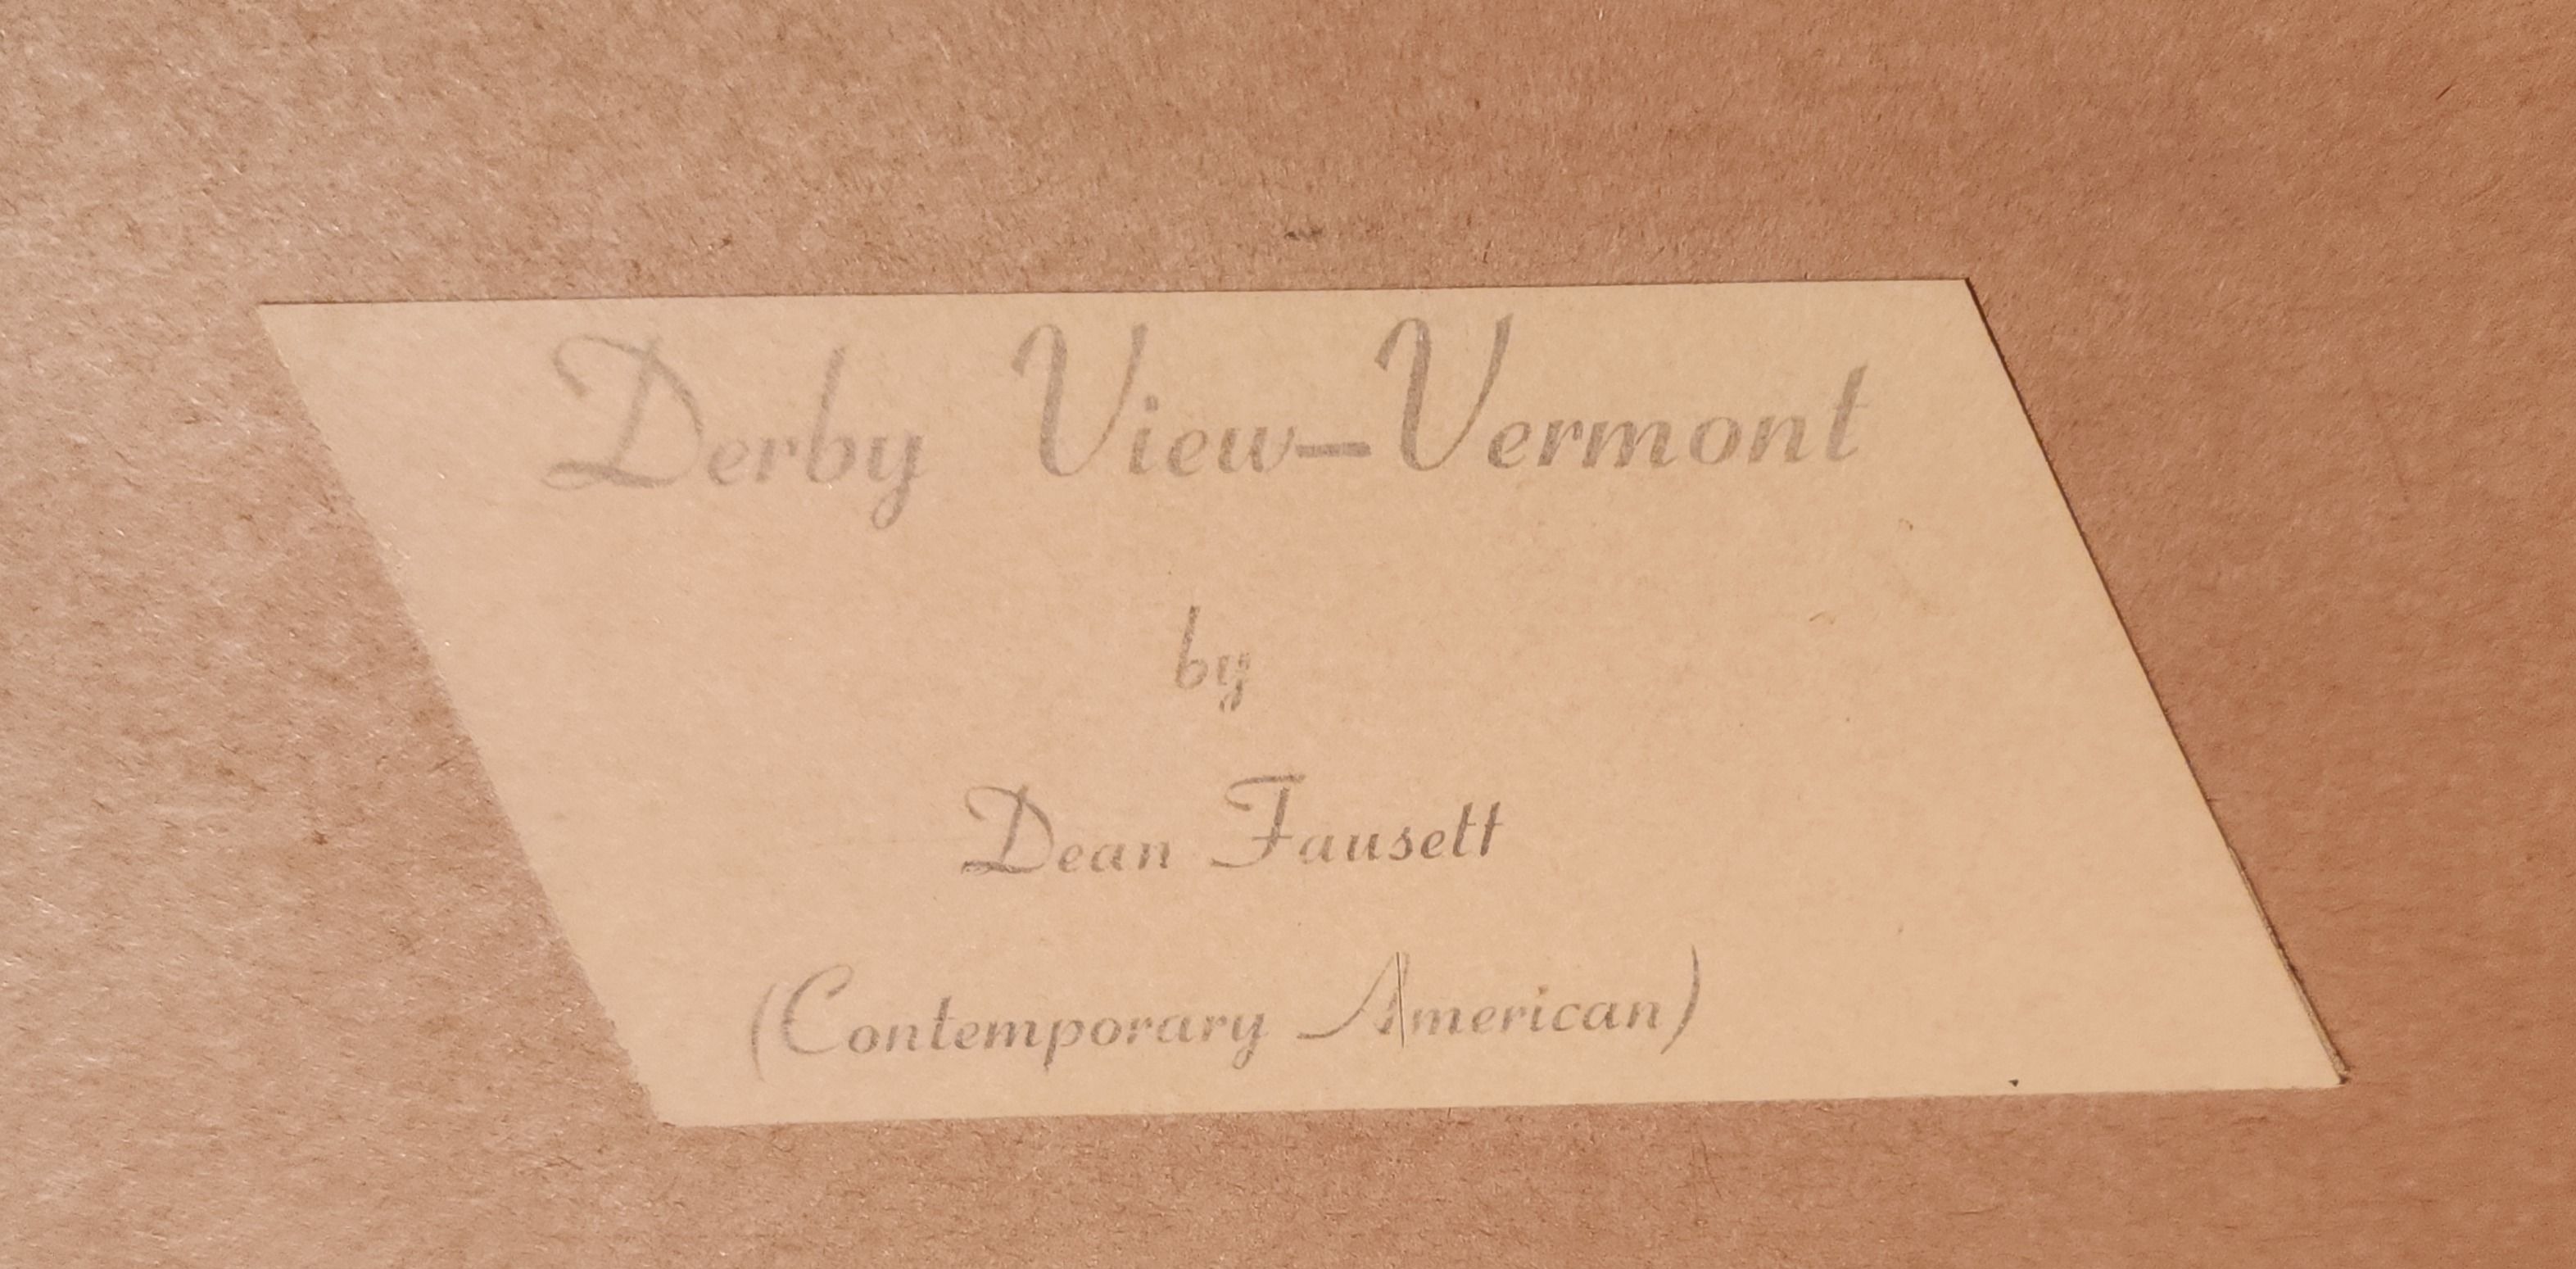 Derby View—Vermont
by
Dean Fausett
(Contemporary American)